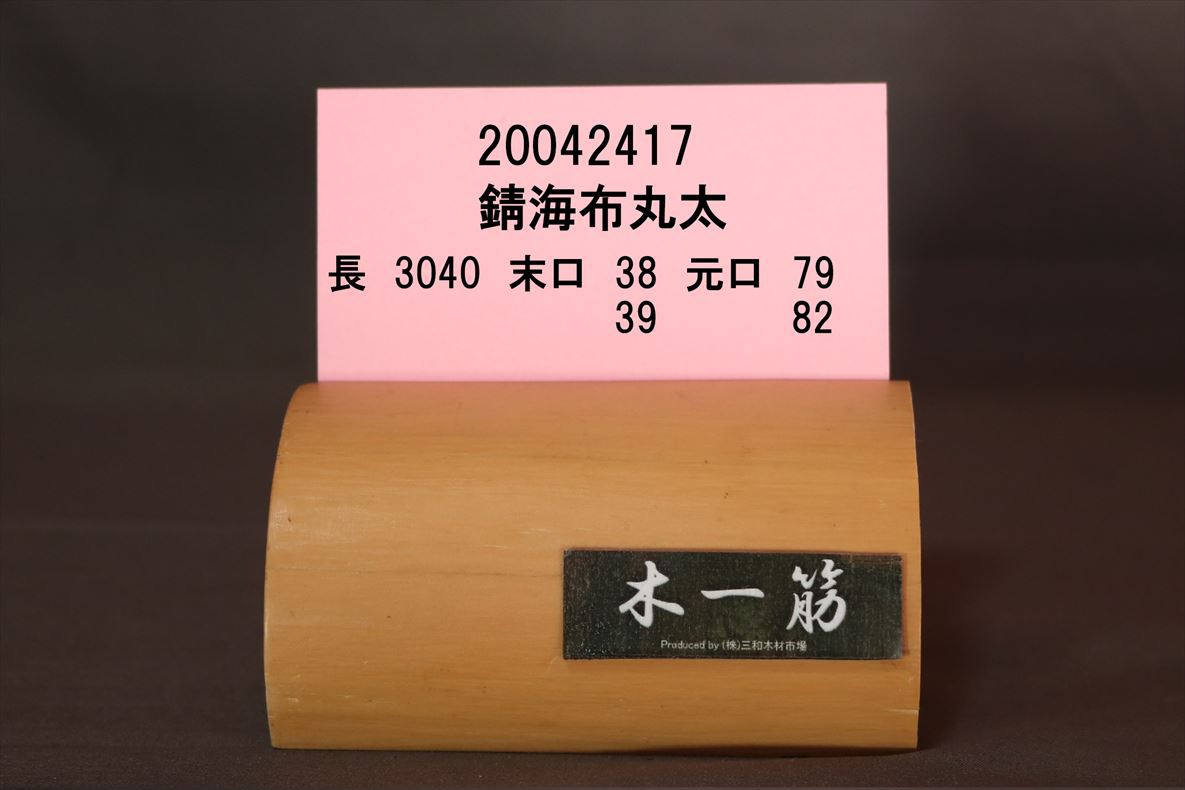 20042417
錆海布丸太
長 3040 末口 38 元口 79
39 82
木一筋
Produced by (株)三和木材市場